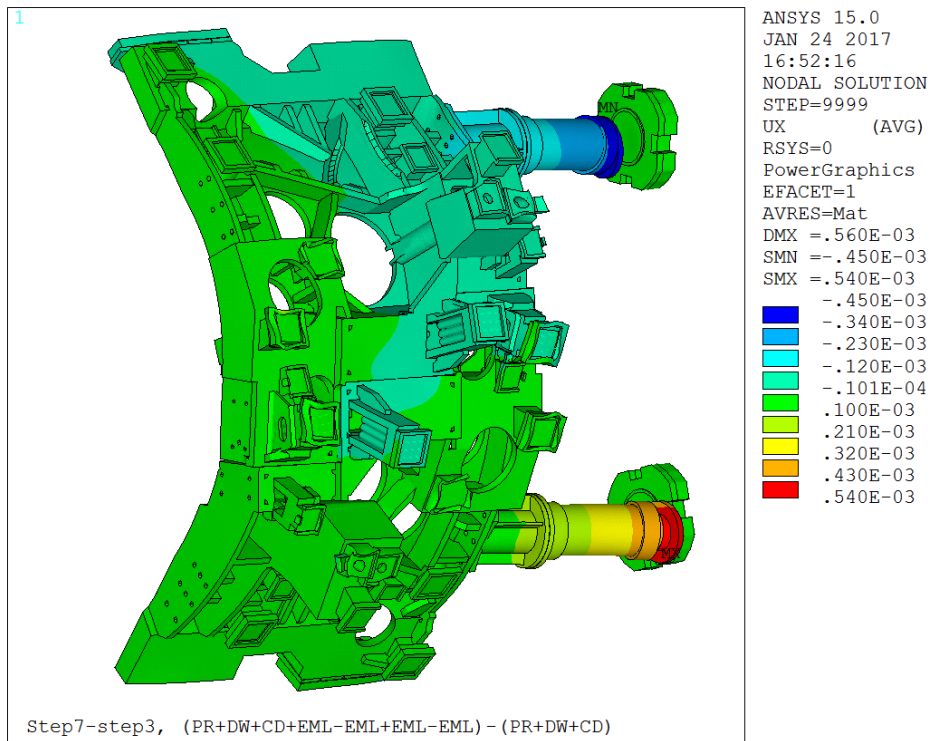 1
ANSYS 15.0
JAN 24 2017
16:52:16
NODAL SOLUTION
STEP=9999
UX (AVG)
RSYS=0
PowerGraphics
EFACET=1
AVRES=Mat
DMX =.560E-03
SMN =-.450E-03
SMX =.540E-03
-.450E-03
-.340E-03
-.230E-03
-.120E-03
-.101E-04
.100E-03
.210E-03
.320E-03
.430E-03
.540E-03
MN
MX
Step7-step3, (PR+DW+CD+EML-EML+EML-EML)-(PR+DW+CD)